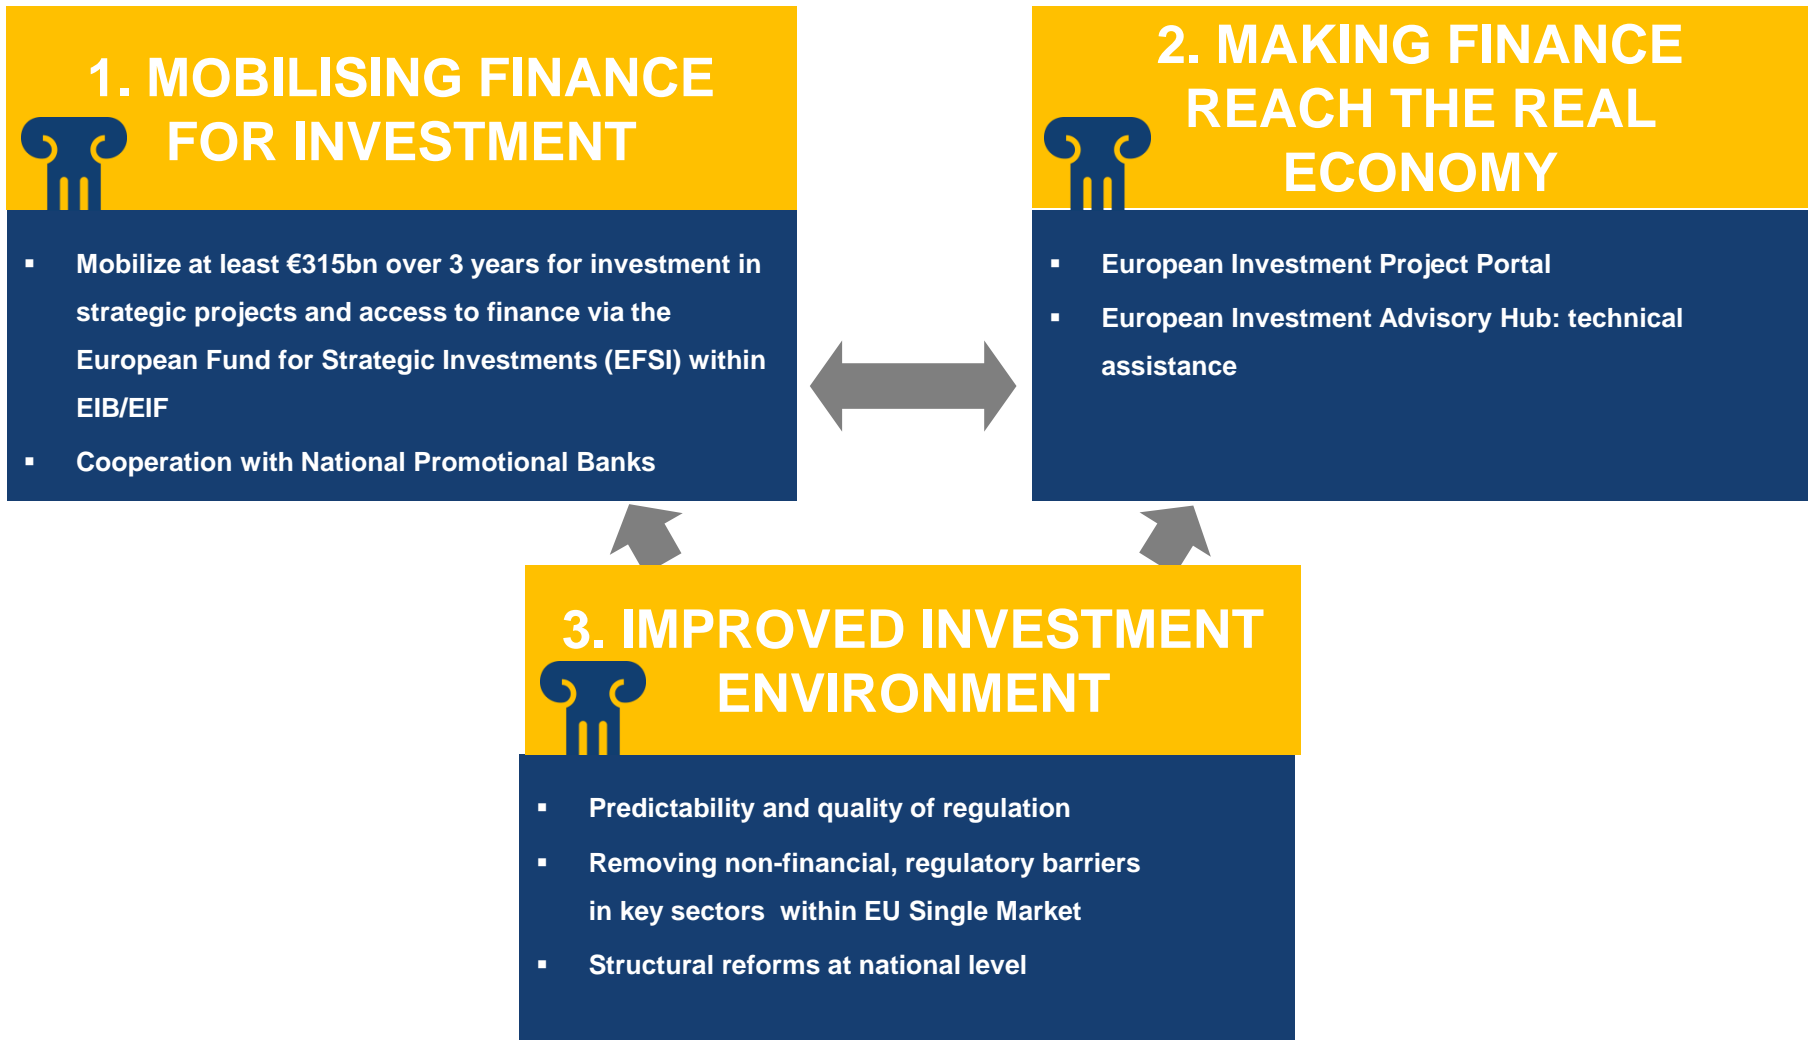 1. MOBILISING FINANCE
FOR INVESTMENT
▪ Mobilize at least €315bn over 3 years for investment in
strategic projects and access to finance via the
European Fund for Strategic Investments (EFSI) within
EIB/EIF
▪ Cooperation with National Promotional Banks
2. MAKING FINANCE
REACH THE REAL
ECONOMY
▪ European Investment Project Portal
▪ European Investment Advisory Hub: technical
assistance
3. IMPROVED INVESTMENT
ENVIRONMENT
▪ Predictability and quality of regulation
▪ Removing non-financial, regulatory barriers
in key sectors  within EU Single Market
▪ Structural reforms at national level